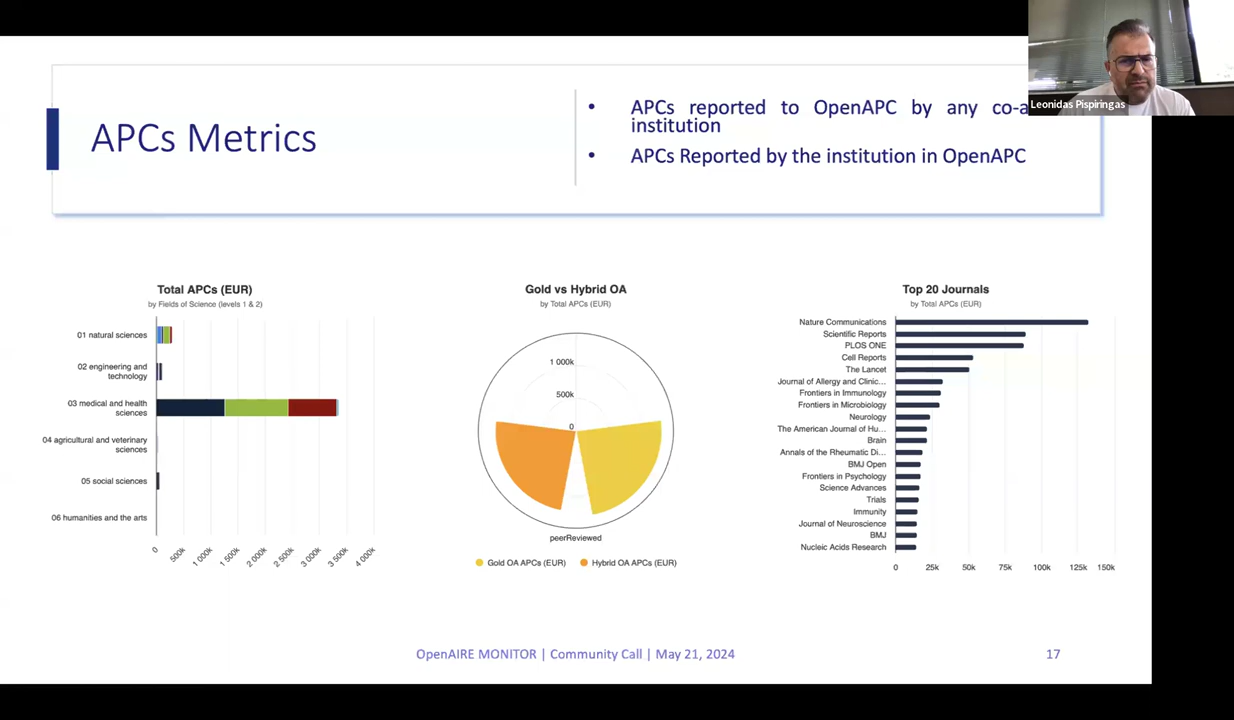 Leonidas Pispiringas
APCs Metrics
• APCs reported to OpenAPC by any
institution
• APCs Reported by the institution in OpenAPC
Total APCs (EUR)
by Fields of Science (levels 1 & 2)
01 natural sciences
02 engineering and
technology
03 medical and health
sciences
04 agricultural and veterinary
sciences
05 social sciences
06 humanities and the arts
0
500k
1 000k
1 500k
2 000k
2 500k
3 000k
3 500k
4 000k
Gold vs Hybrid OA
by Total APCs (EUR)
1 000k
500k
0
peerReviewed
Gold OA APCs (EUR) Hybrid OA APCs (EUR)
Top 20 Journals
by Total APCs (EUR)
Nature Communications
Scientific Reports
PLOS ONE
Cell Reports
The Lancet
Journal of Allergy and Clinic...
Frontiers in Immunology
Frontiers in Microbiology
Neurology
The American Journal of Hu...
Brain
Annals of the Rheumatic Di...
BMJ Open
Frontiers in Psychology
Science Advances
Trials
Immunity
Journal of Neuroscience
BMJ
Nucleic Acids Research
0 25k 50k 75k 100k 125k 150k
OpenAIRE MONITOR | Community Call | May 21, 2024
17